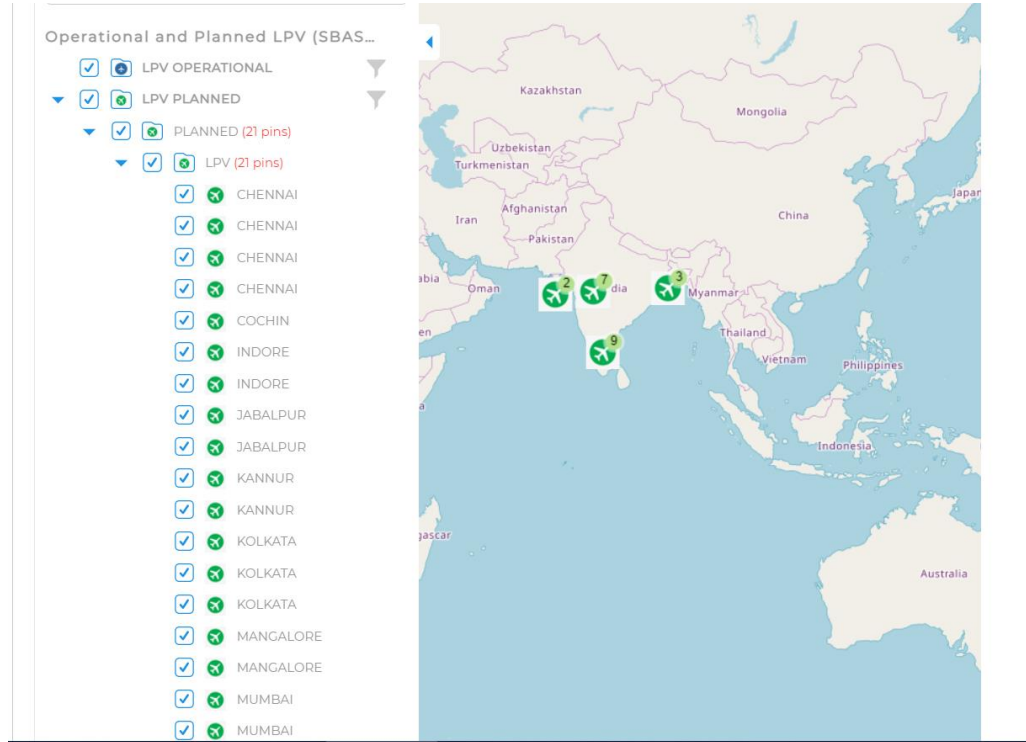 Operational and Planned LPV (SBAS...
LPV OPERATIONAL
LPV PLANNED
PLANNED (21 pins)
LPV (21 pins)
CHENNAI
CHENNAI
CHENNAI
CHENNAI
COCHIN
INDORE
INDORE
JABALPUR
JABALPUR
KANNUR
KANNUR
KOLKATA
KOLKATA
KOLKATA
MANGALORE
MANGALORE
MUMBAI
MUMBAI
Kazakhstan
Mongolia
Uzbekistan
Turkmenistan
Japan
Afghanistan
Iran
China
Pakistan
abia
Oman
2
7
dia
3
Myanmar
en
Thailand
9
Vietnam
Philippines
a
Indonesia
gascar
Australia